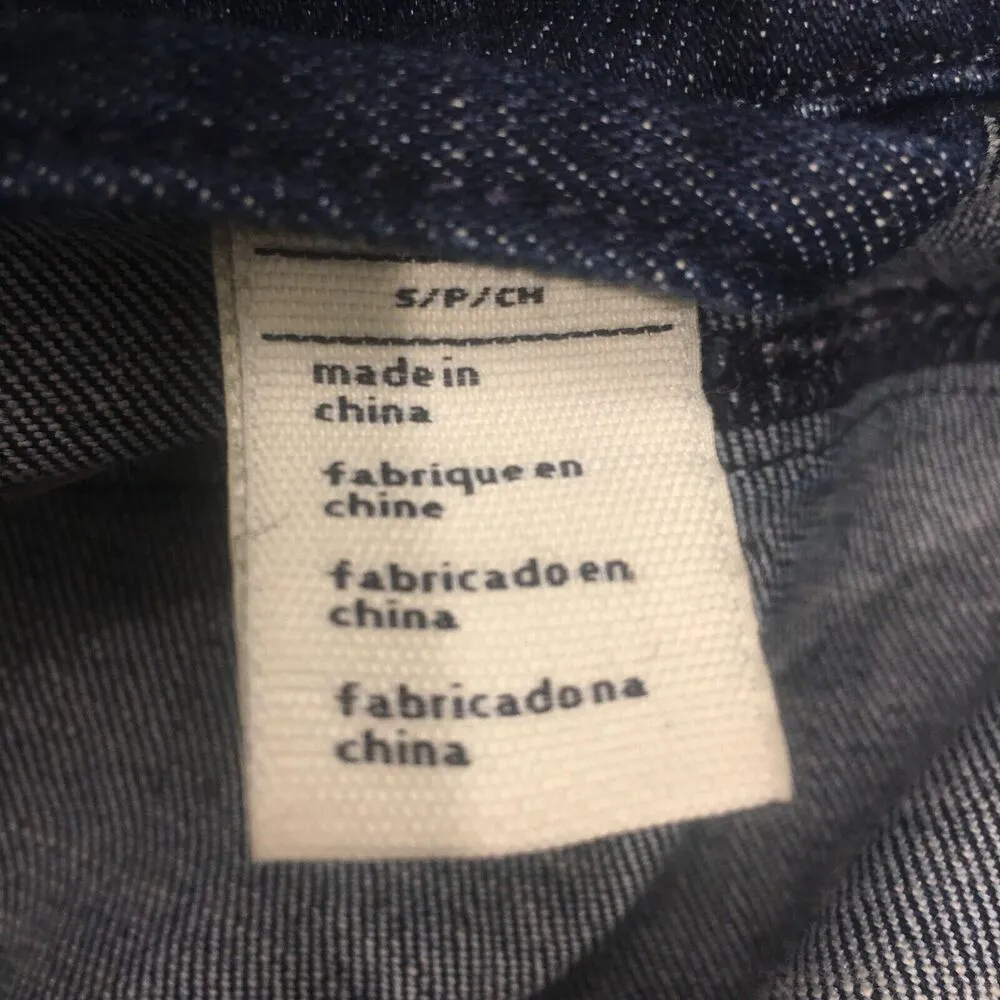 S/P/CH
made in
china
fabrique en
chine
fabricado en
china
fabricado na
china